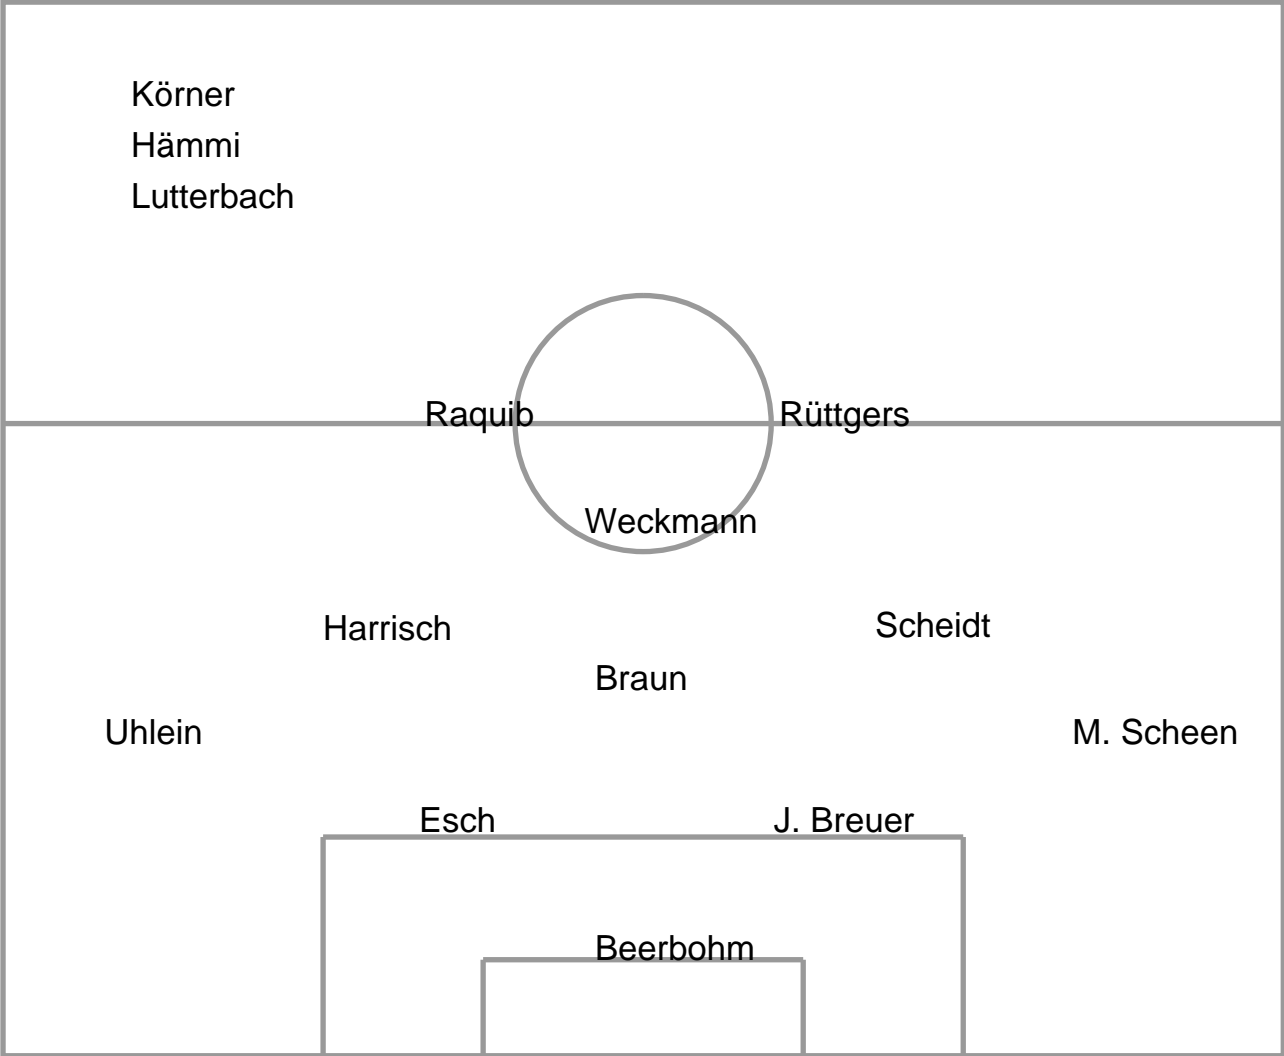 Körner
Hämmi
Lutterbach
Raquib
Rüttgers
Weckmann
Harrisch
Scheidt
Braun
Uhlein
M. Scheen
Esch
J. Breuer
Beerbohm